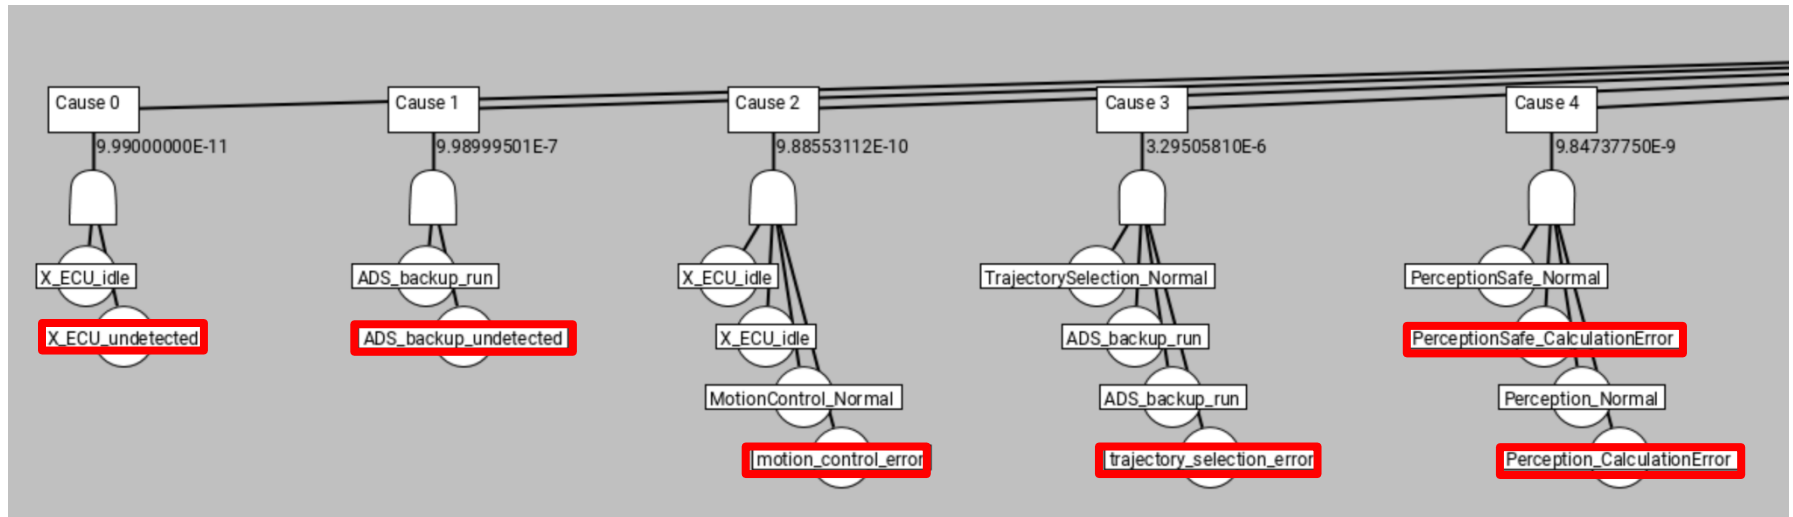 Cause 0
Cause 1
Cause 2
Cause 3
Cause 4
9.99000000E-11
9.98999501E-7
9.88553112E-10
3.29505810E-6
9.84737750E-9
X_ECU_idle
ADS_backup_run
X_ECU_idle
TrajectorySelection_Normal
PerceptionSafe_Normal
X_ECU_undetected
ADS_backup_undetected
X_ECU_idle
ADS_backup_run
PerceptionSafe_CalculationError
MotionControl_Normal
ADS_backup_run
Perception_Normal
motion_control_error
trajectory_selection_error
Perception_CalculationError